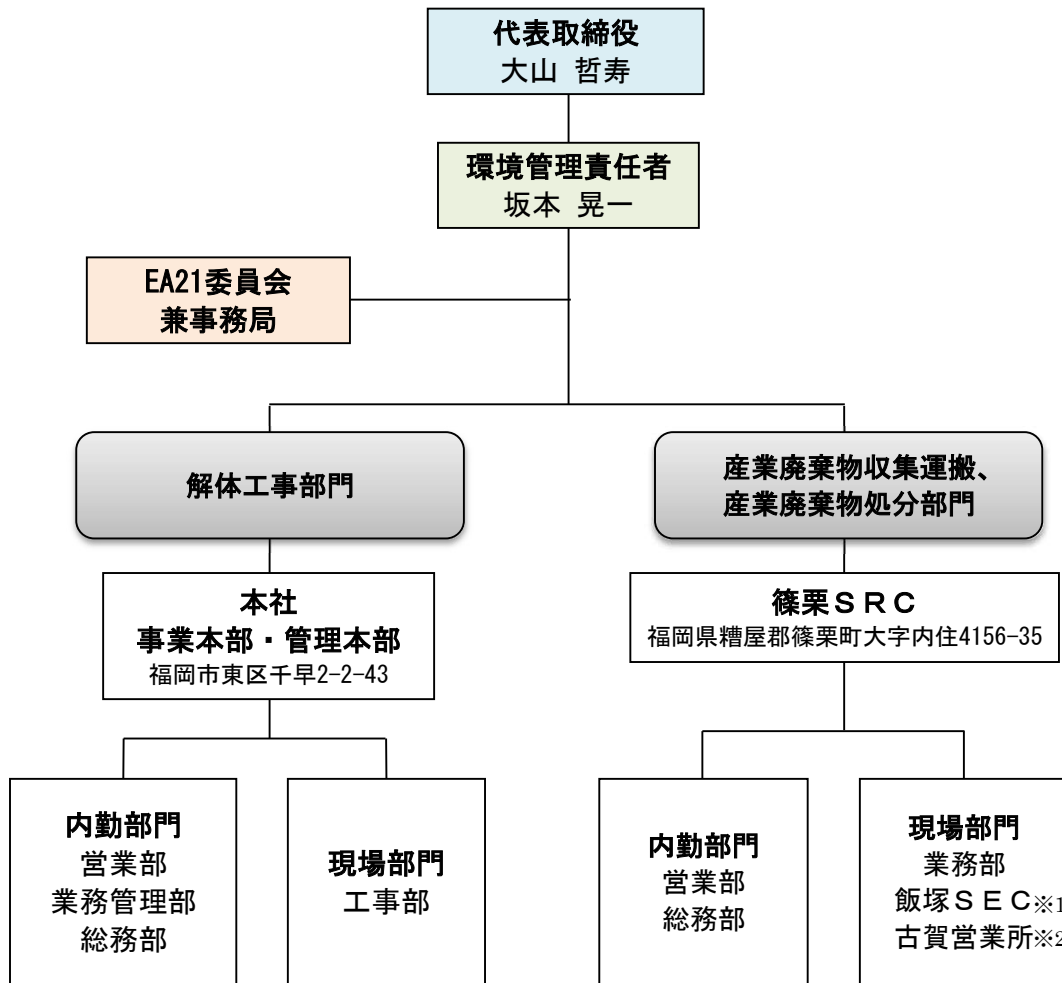 代表取締役
大山 哲寿
環境管理責任者
坂本 晃一
EA21委員会
兼事務局
解体工事部門
産業廃棄物収集運搬、
産業廃棄物処分部門
本社
事業本部・管理本部
福岡市東区千早2-2-43
篠栗ＳＲＣ
福岡県糟屋郡篠栗町大字内住4156-35
内勤部門
営業部
業務管理部
総務部
現場部門
工事部
内勤部門
営業部
総務部
現場部門
業務部
飯塚ＳＥＣ※1
古賀営業所※2